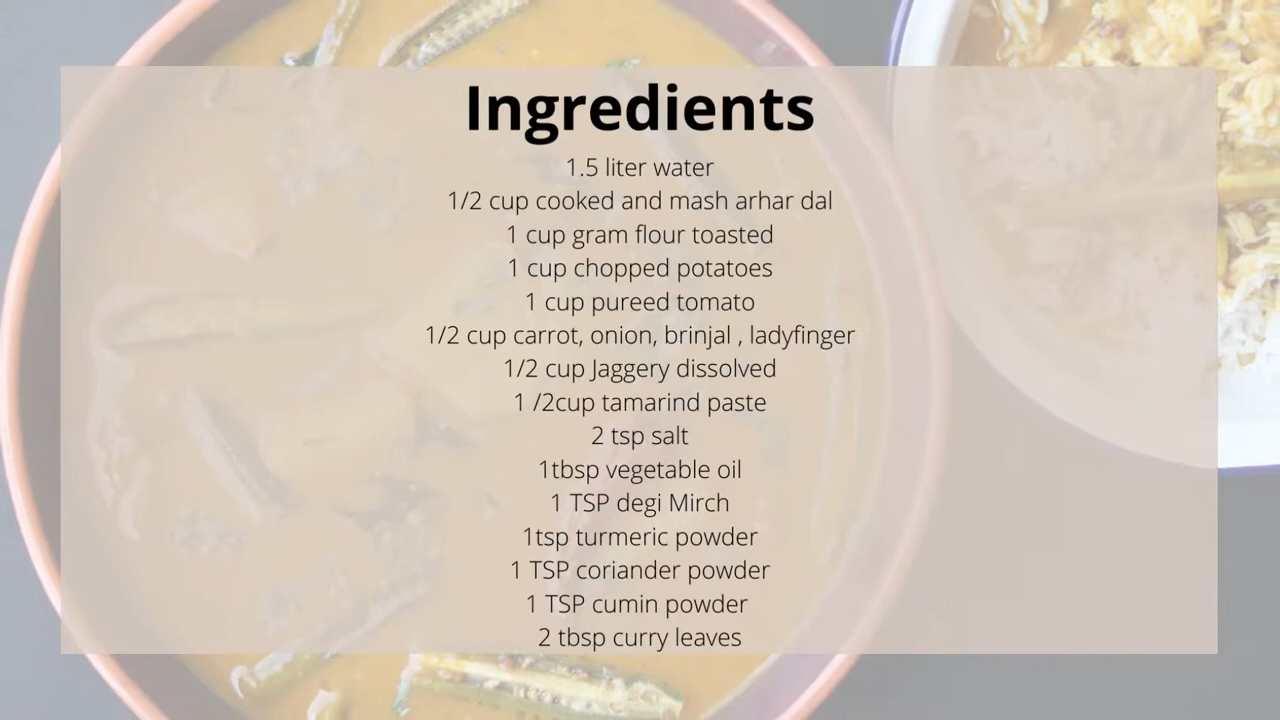 Ingredients
1.5 liter water
1/2 cup cooked and mash arhar dal
1 cup gram flour toasted
1 cup chopped potatoes
1 cup pureed tomato
1/2 cup carrot, onion, brinjal , ladyfinger
1/2 cup Jaggery dissolved
1 /2cup tamarind paste
2 tsp salt
1tbsp vegetable oil
1 TSP degi Mirch
1tsp turmeric powder
1 TSP coriander powder
1 TSP cumin powder
2 tbsp curry leaves